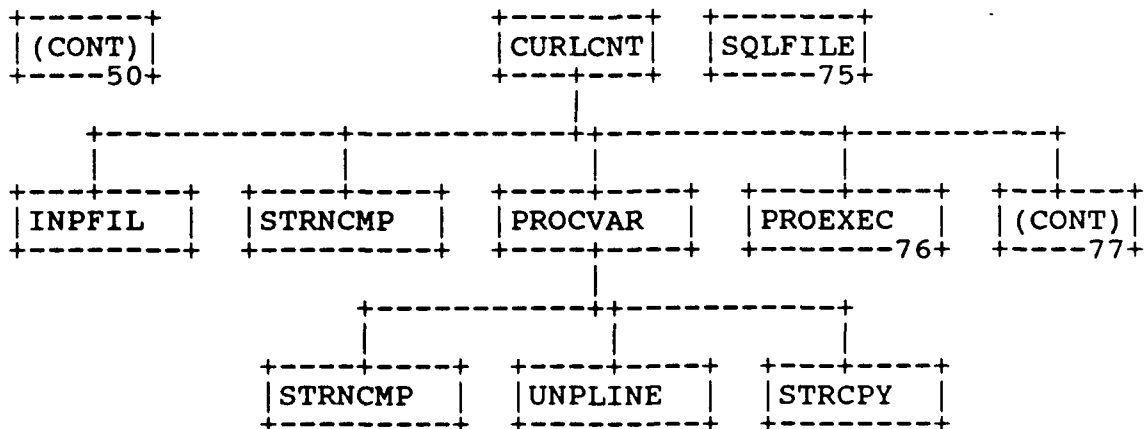 (CONT) CURLCNT SQLFILE
50 75
INPFIL STRNCMP PROCVAR PROEXEC (CONT)
76 77
STRNCMP UNPLINE STRCPY